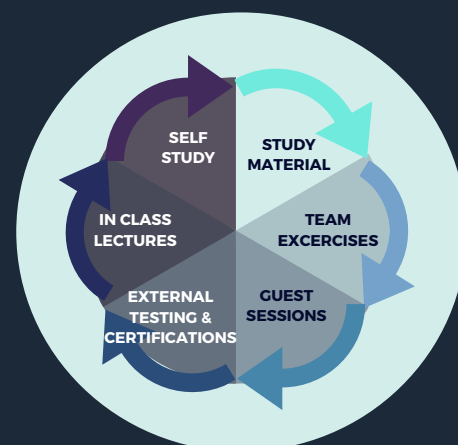 SELF
STUDY
STUDY
MATERIAL
IN CLASS
LECTURES
TEAM
EXCERCISES
EXTERNAL
TESTING &
CERTIFICATIONS
GUEST
SESSIONS